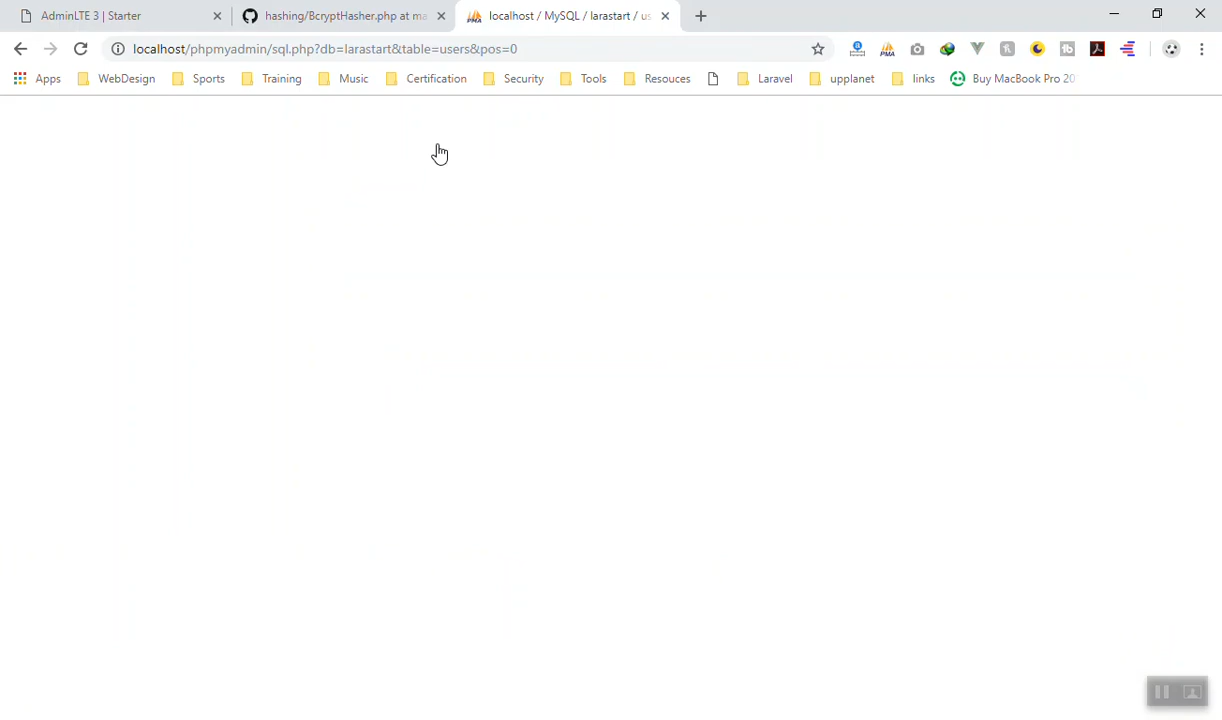 AdminLTE 3 | Starter
hashing/BcryptHasher.php at ma
localhost / MySQL / larastart / us
localhost/phpmyadmin/sql.php?db=larastart&table=users&pos=0
Apps
WebDesign
Sports
Training
Music
Certification
Security
Tools
Resouces
Laravel
upplanet
links
Buy MacBook Pro 20